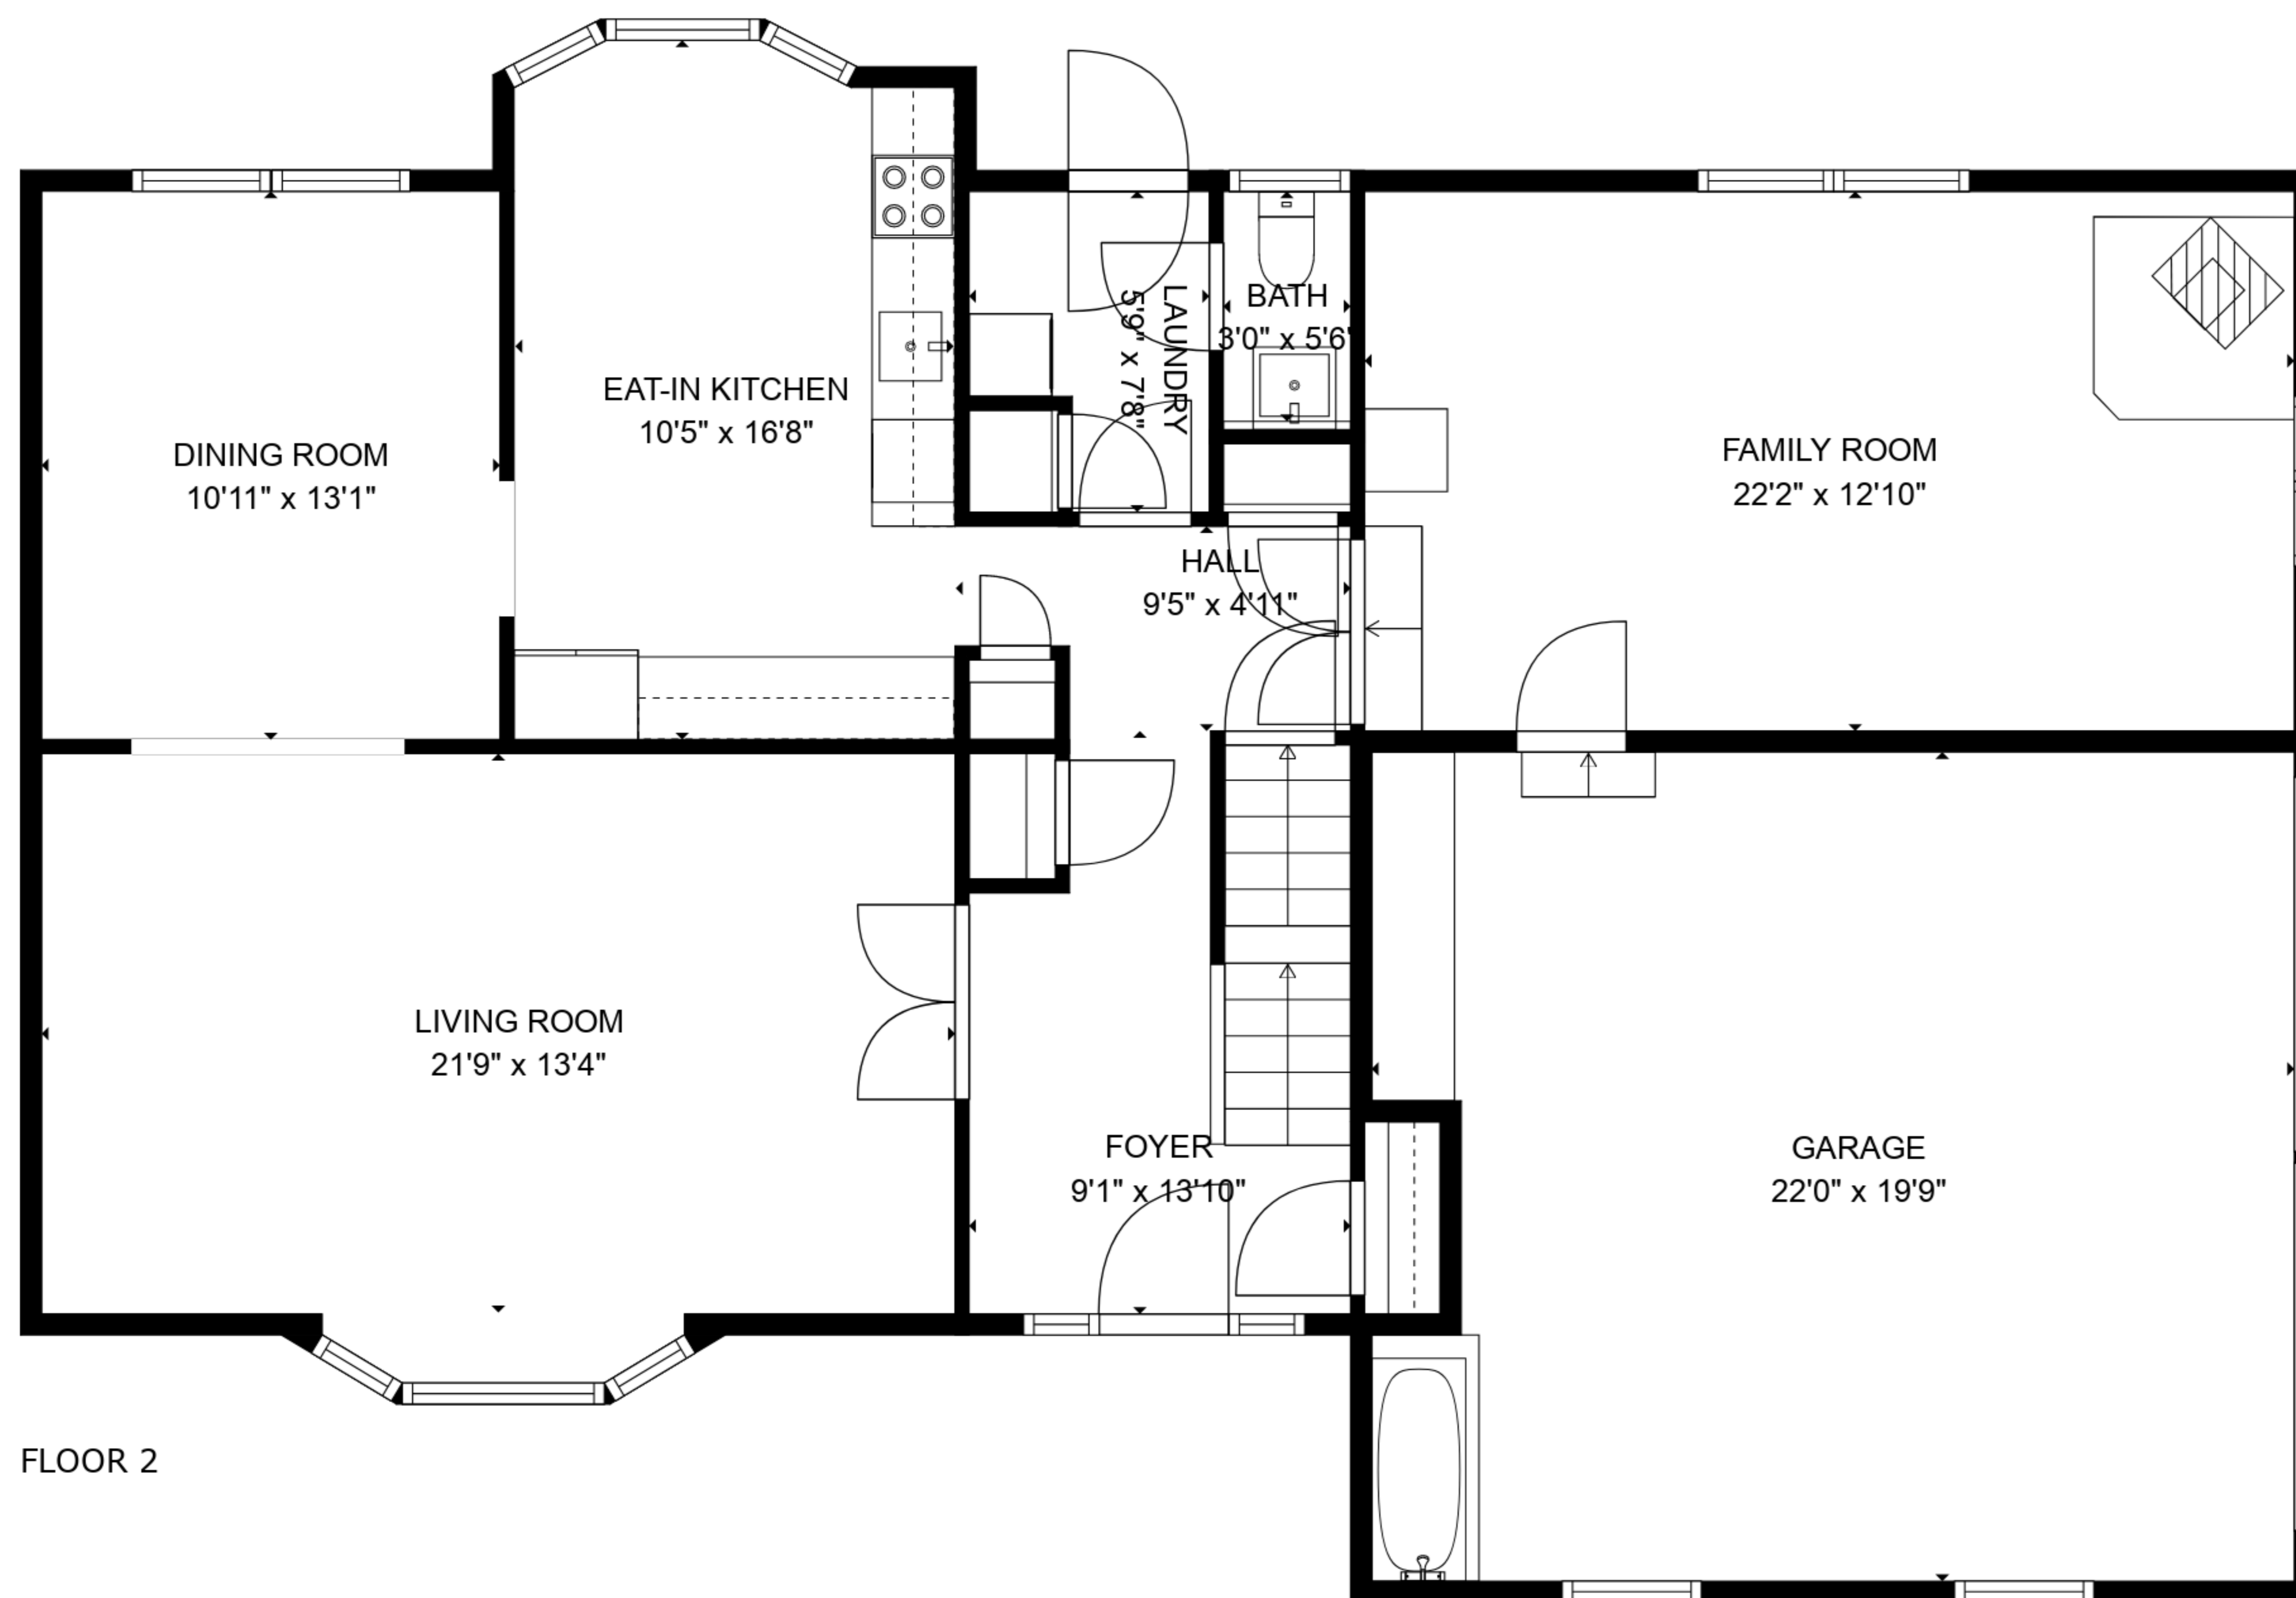 EAT-IN KITCHEN
10'5" x 16'8"
DINING ROOM
10'11" x 13'1"
LAUNDRY
5'9" x 7'8"
BATH
3'0" x 5'6"
FAMILY ROOM
22'2" x 12'10"
HALL
9'5" x 4'11"
LIVING ROOM
21'9" x 13'4"
FOYER
9'1" x 13'10"
GARAGE
22'0" x 19'9"
FLOOR 2